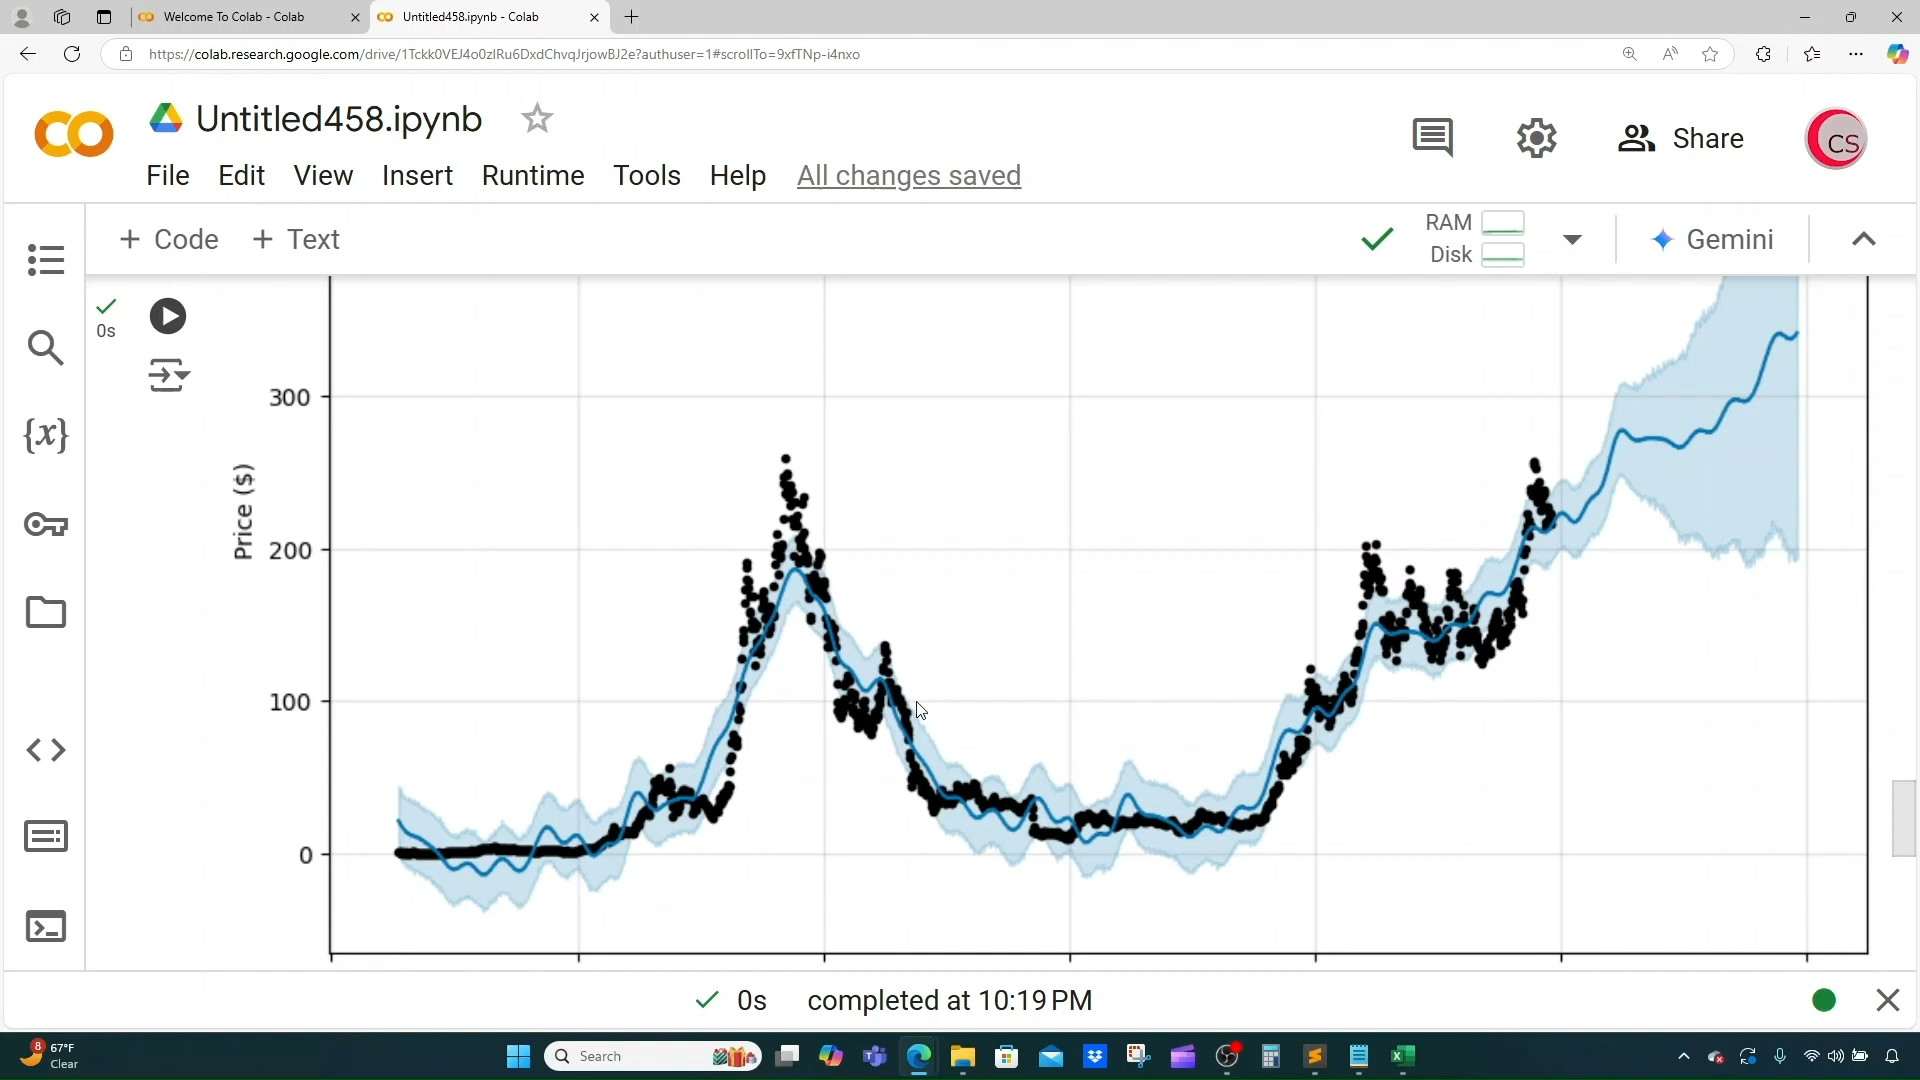 Welcome To Colab - Colab
Untitled458.ipynb - Colab
https://colab.research.google.com/drive/1Tckk0VEJ4o0zlRu6DxdChvqJrjowBJ2e?authuser=1#scrollTo=9xfTNp-i4nxo
Untitled458.ipynb
Share
CS
File Edit View Insert Runtime Tools Help All changes saved
+ Code + Text
RAM
Disk
Gemini
0s
{x}
300
200
100
0
Price ($)
0s completed at 10:19 PM
8
67°F
Clear
Search